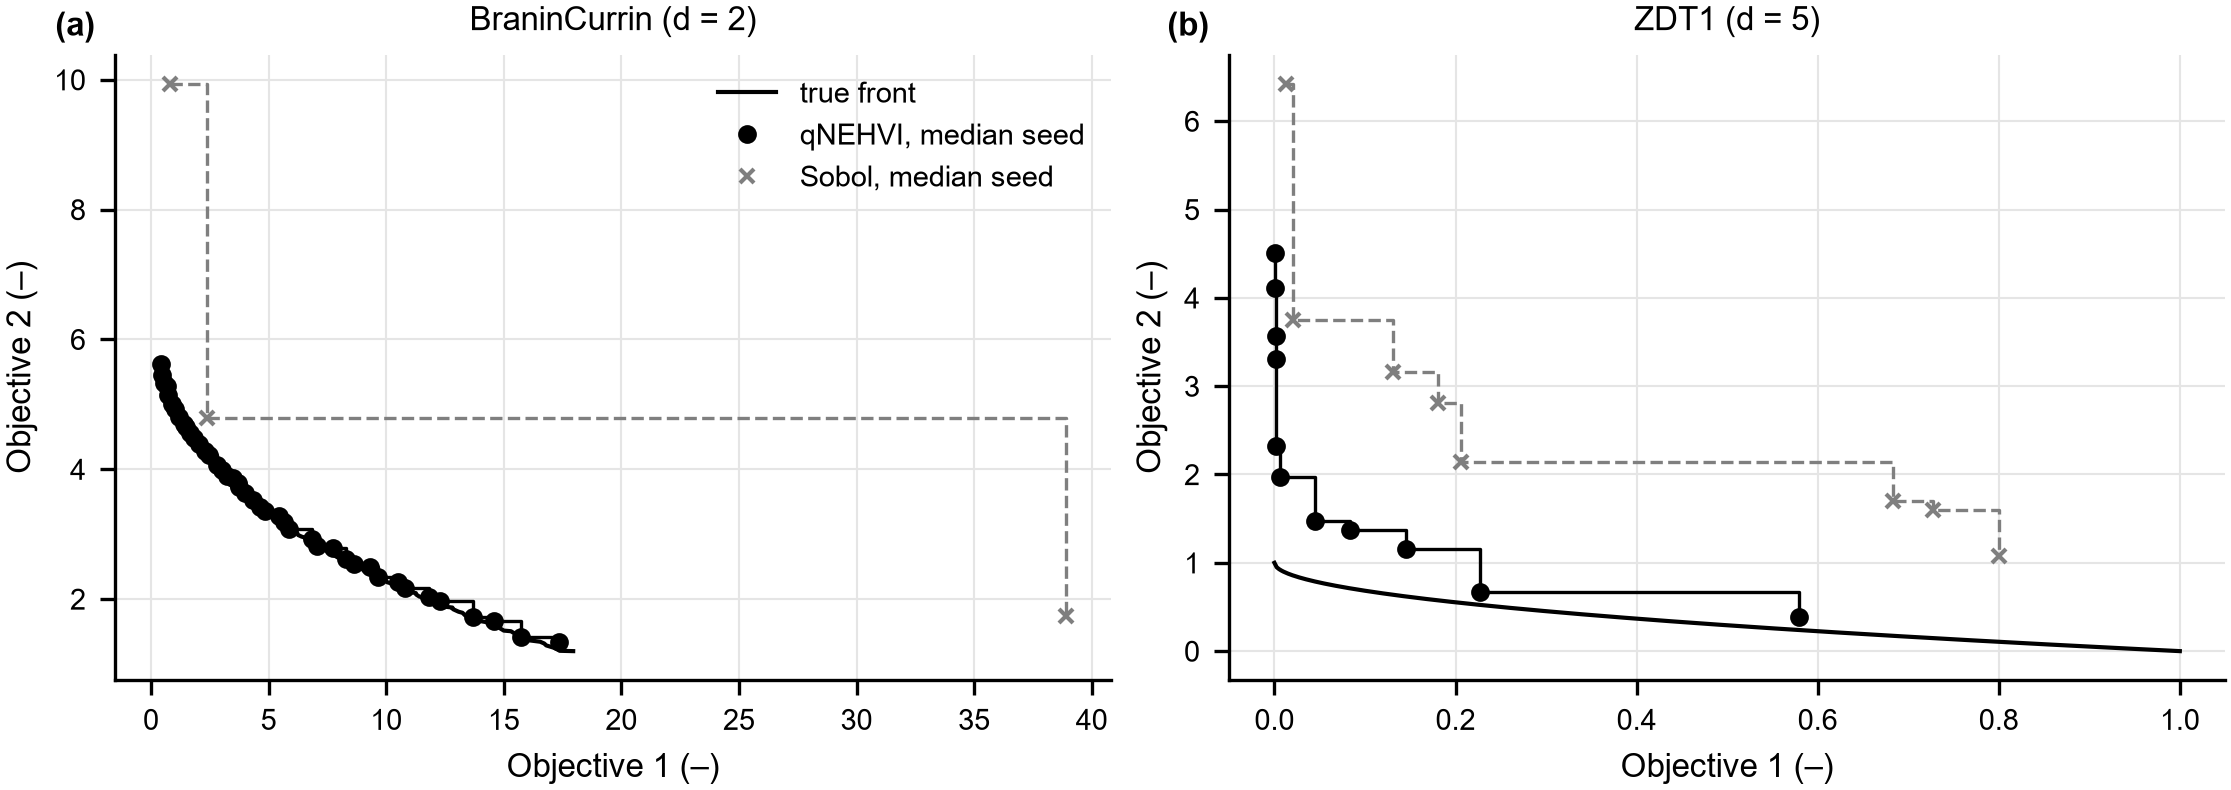 (a)
BraninCurrin (d = 2)
true front
qNEHVI, median seed
Sobol, median seed
10
8
6
4
2
Objective 2 (–)
0 5 10 15 20 25 30 35 40
Objective 1 (–)
(b)
ZDT1 (d = 5)
6
5
4
3
2
1
0
Objective 2 (–)
0.0 0.2 0.4 0.6 0.8 1.0
Objective 1 (–)